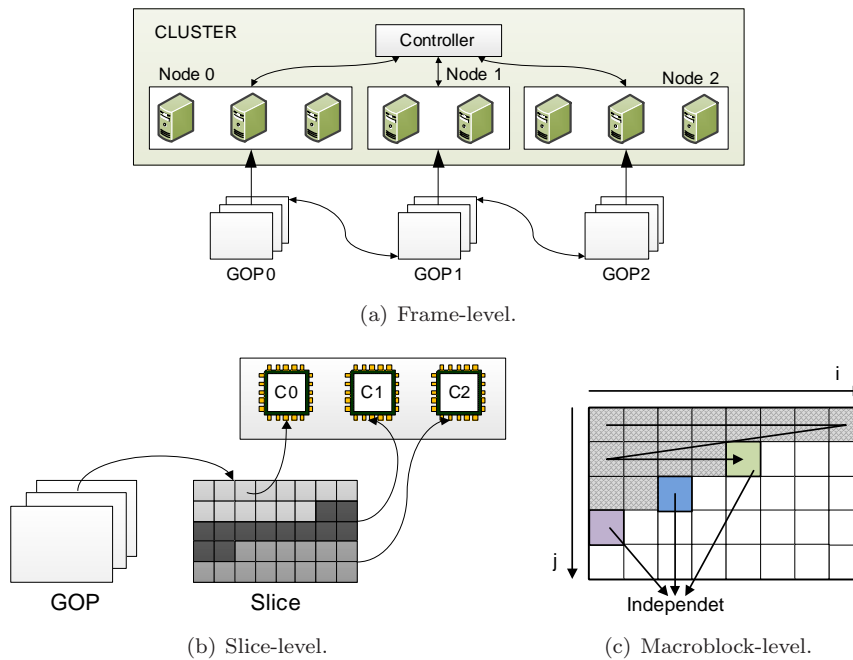 CLUSTER
Controller
Node 0
Node 1
Node 2
GOP0
GOP1
GOP2
(a) Frame-level.
C0
C1
C2
GOP
Slice
(b) Slice-level.
i
j
Independet
(c) Macroblock-level.